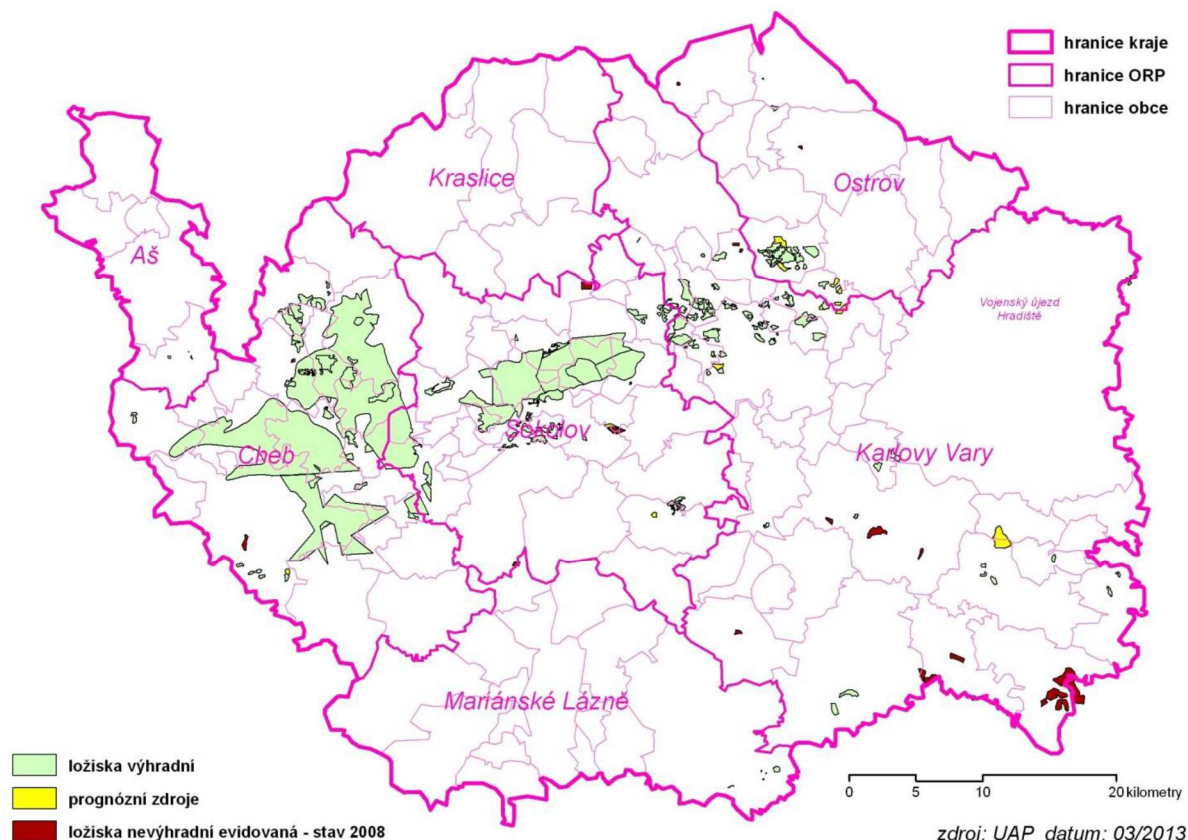 hranice kraje
hranice ORP
hranice obce
Kraslice
Ostrov
Aš
Vojenský újezd
Hradiště
Sokolov
Cheb
Karlovy Vary
Mariánské Lázně
ložiska výhradní
prognózní zdroje
ložiska nevýhradní evidovaná - stav 2008
0 5 10 20 kilometry
zdroj: UAP datum: 03/2013